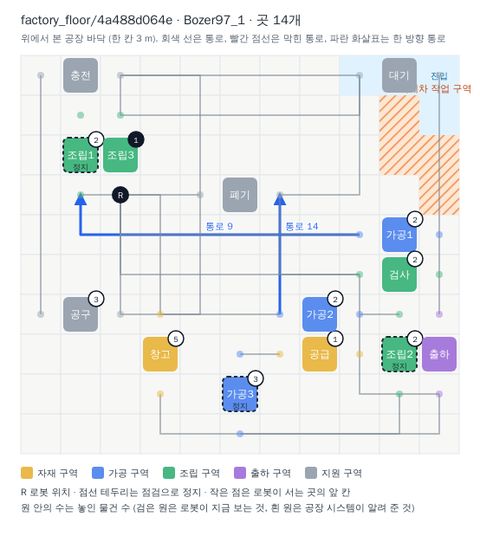 factory_floor/4a488d064e · Bozer97_1 · 곳 14개
위에서 본 공장 바닥 (한 칸 3 m). 회색 선은 통로, 빨간 점선은 막힌 통로, 파란 화살표는 한 방향 통로
충전
대기
전립
차 작업 구역
2
1
조립1
조립3
정지
R
폐기
통로 9
통로 14
2
가공1
2
검사
3
공구
2
가공2
5
창고
1
공급
2
조립2
정지
출하
3
가공3
정지
자재 구역
가공 구역
조립 구역
출하 구역
지원 구역
R 로봇 위치 · 점선 테두리는 점검으로 정지 · 작은 점은 로봇이 서는 곳의 앞 칸
원 안의 수는 놓인 물건 수 (검은 원은 로봇이 지금 보는 것, 흰 원은 공장 시스템이 알려 준 것)